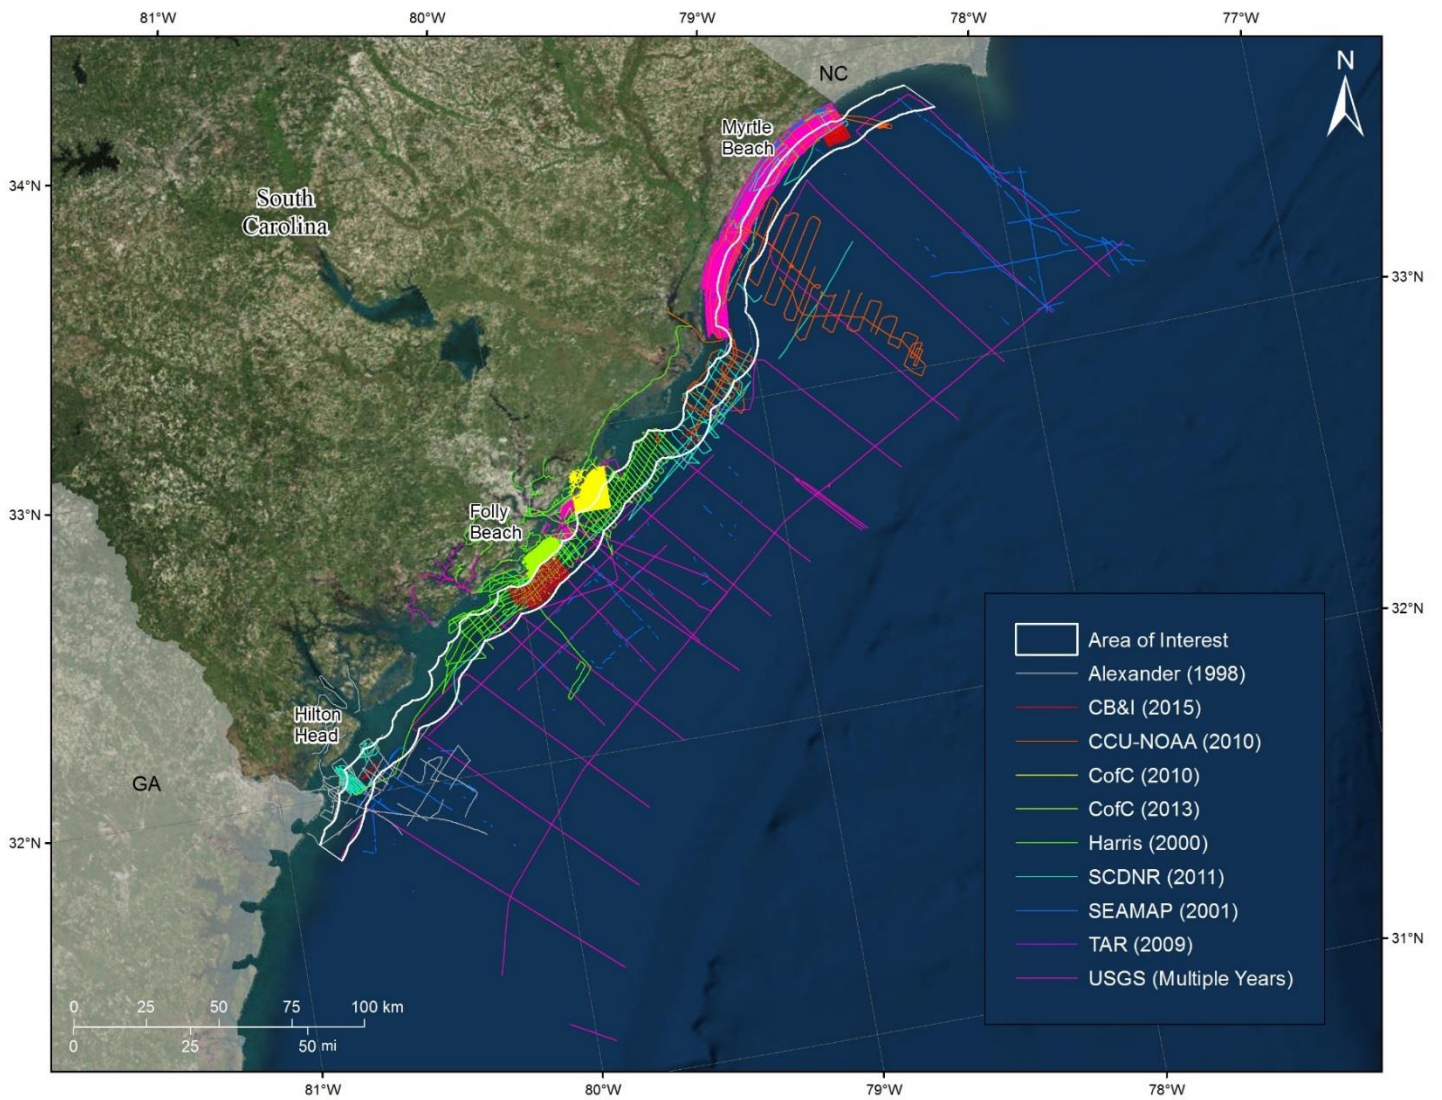 81°W 80°W 79°W 78°W 77°W
N
NC
Myrtle
Beach
34°N
South
Carolina
33°N
33°N
Folly
Beach
32°N
Area of Interest
Alexander (1998)
CB&I (2015)
Hilton
Head
CCU-NOAA (2010)
GA
CofC (2010)
CofC (2013)
32°N
Harris (2000)
SCDNR (2011)
SEAMAP (2001)
31°N
TAR (2009)
USGS (Multiple Years)
0 25 50 75 100 km
0 25 50 mi
81°W 80°W 79°W 78°W